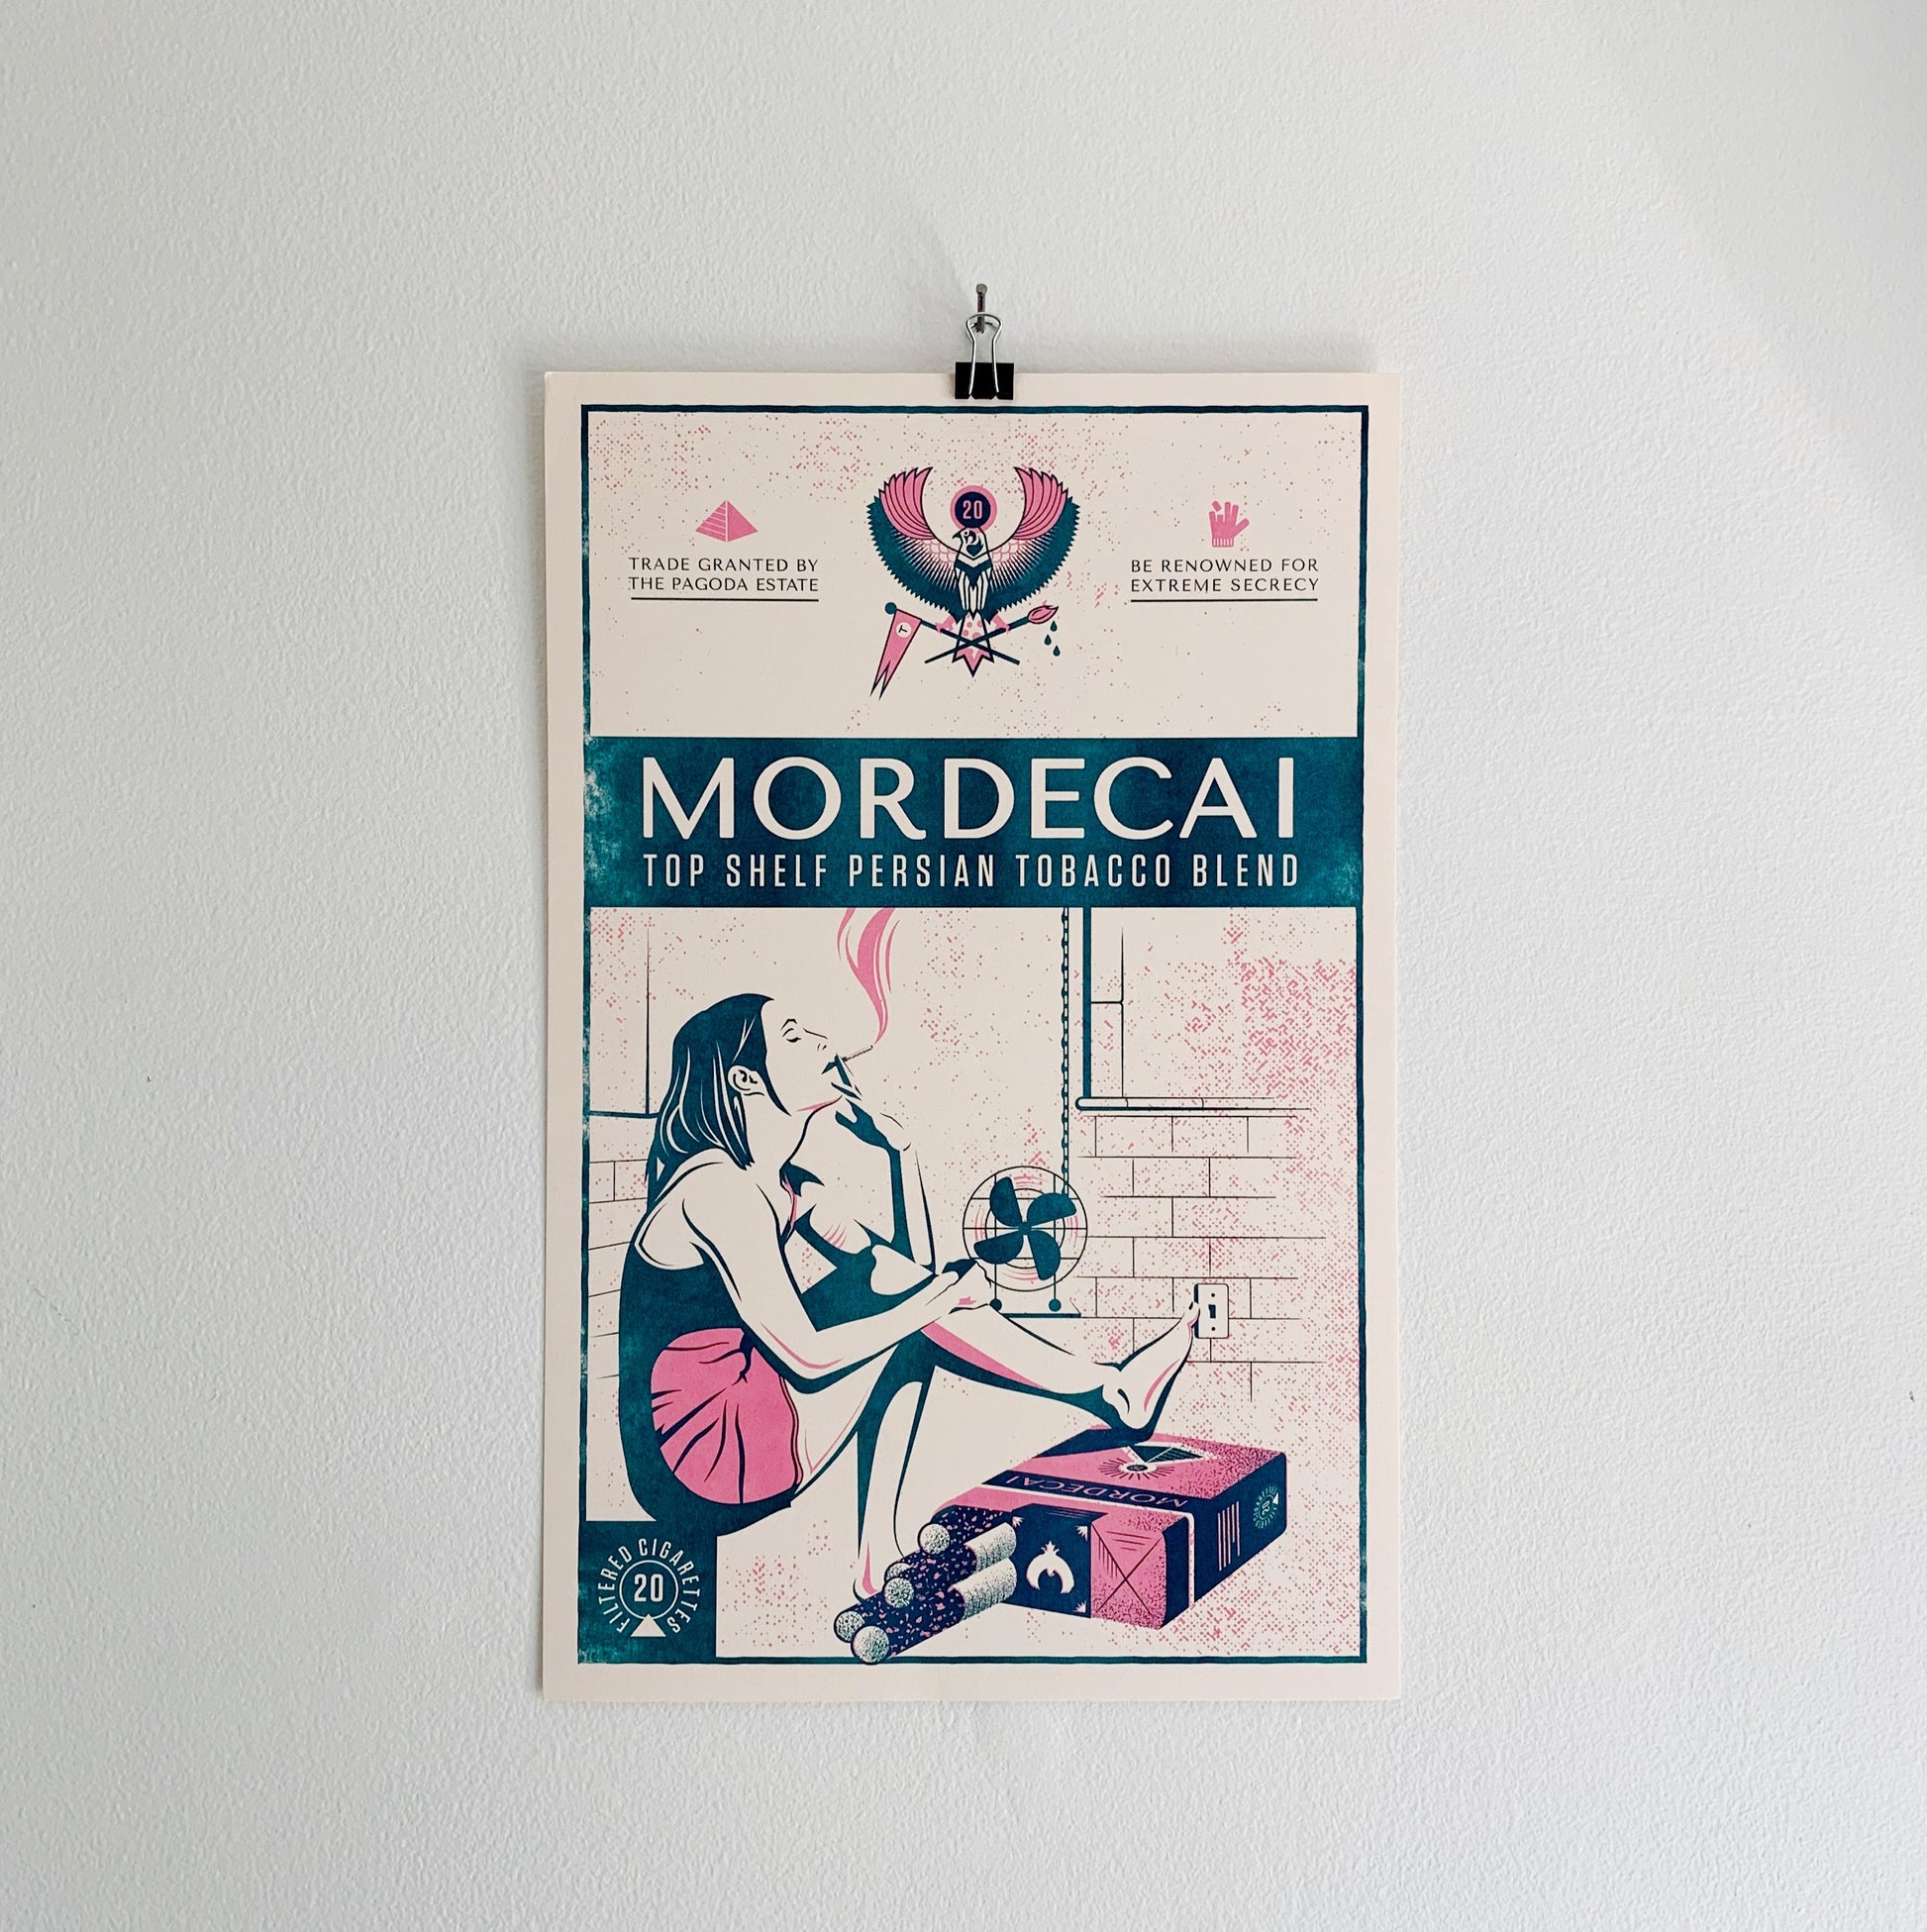 20
TRADE GRANTED BY
THE PAGODA ESTATE
BE RENOWNED FOR
EXTREME SECRECY
T
MORDECAI
TOP SHELF PERSIAN TOBACCO BLEND
MORDECAI
FILTERED CIGARETTES
20